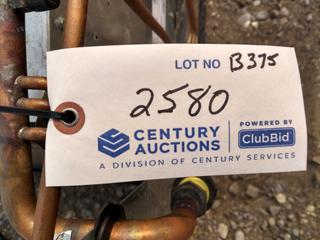 LOT NO B375
2580
CENTURY AUCTIONS
POWERED BY
ClubBid
A DIVISION OF CENTURY SERVICES